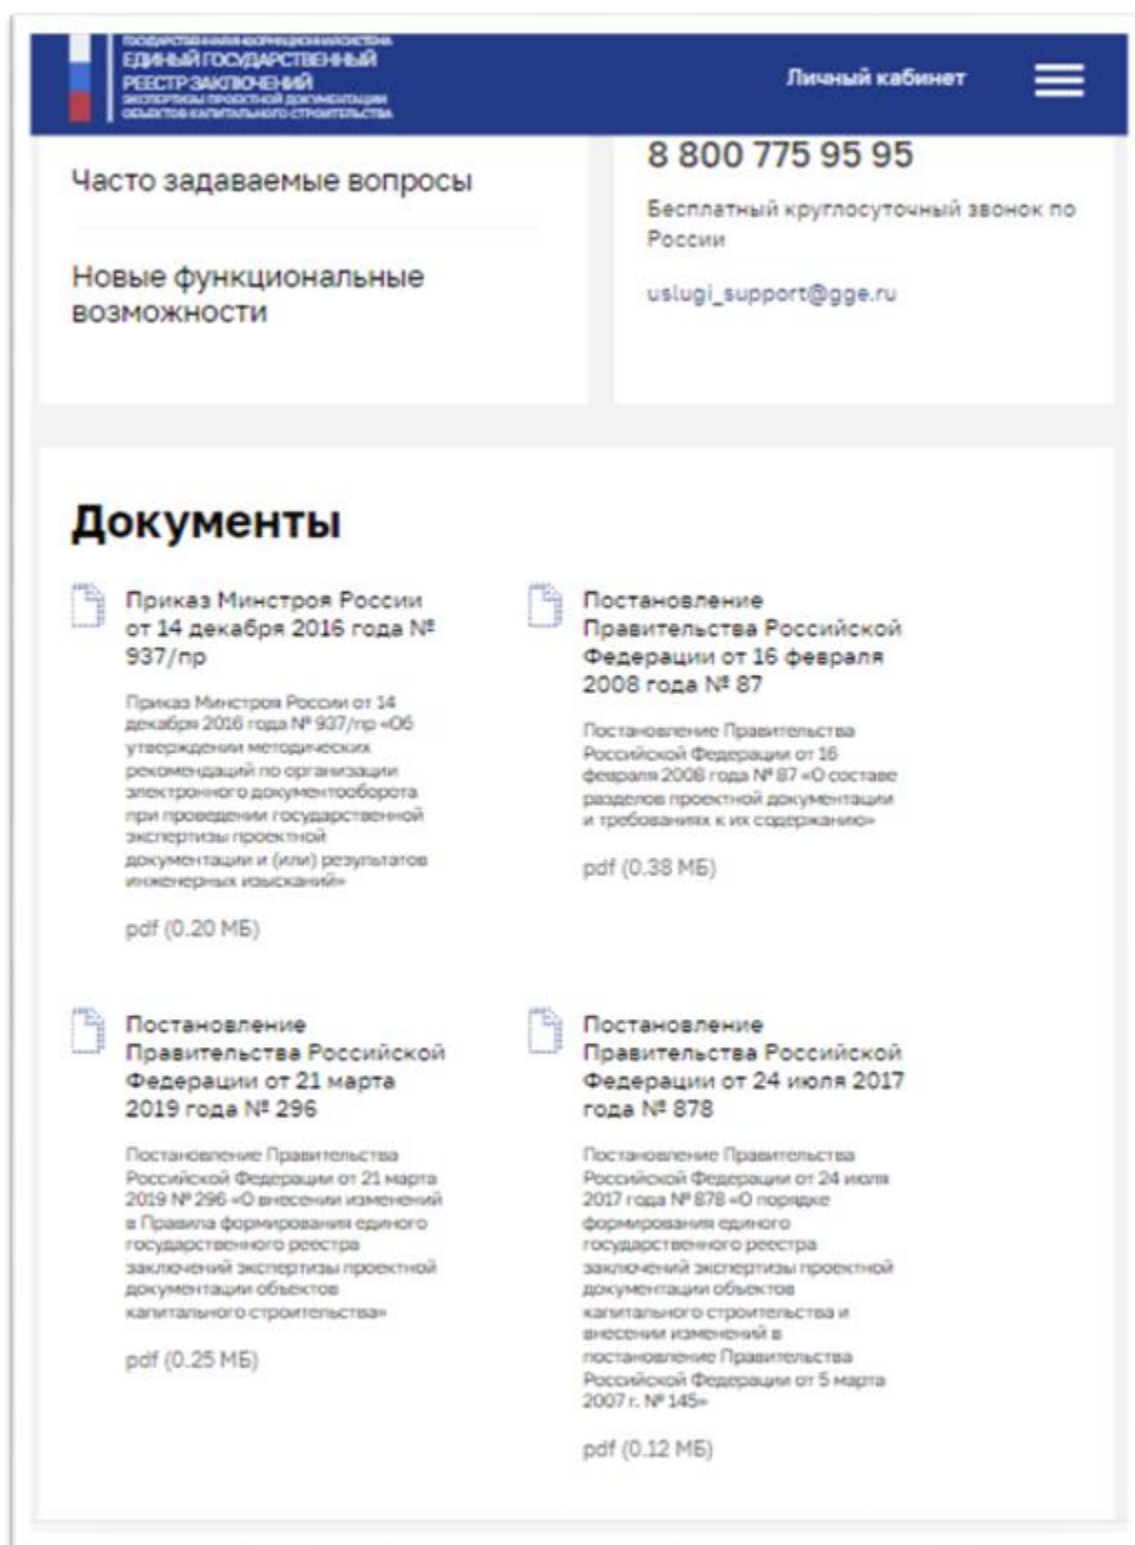 ГОСУДАРСТВЕННАЯ ИНФОРМАЦИОННАЯ СИСТЕМА
ЕДИНЫЙ ГОСУДАРСТВЕННЫЙ
РЕЕСТР ЗАКЛЮЧЕНИЙ
ЭКСПЕРТИЗЫ ПРОЕКТНОЙ ДОКУМЕНТАЦИИ
ОБЪЕКТОВ КАПИТАЛЬНОГО СТРОИТЕЛЬСТВА
Личный кабинет
Часто задаваемые вопросы
Новые функциональные
возможности
8 800 775 95 95
Бесплатный круглосуточный звонок по
России
uslugi_support@gge.ru
Документы
Приказ Минстроя России
от 14 декабря 2016 года №
937/пр
Приказ Минстроя России от 14
декабря 2016 года № 937/пр «Об
утверждении методических
рекомендаций по организации
электронного документооборота
при проведении государственной
экспертизы проектной
документации и (или) результатов
инженерных изысканий»
pdf (0.20 МБ)
Постановление
Правительства Российской
Федерации от 16 февраля
2008 года № 87
Постановление Правительства
Российской Федерации от 16
февраля 2008 года № 87 «О составе
разделов проектной документации
и требованиях к их содержанию»
pdf (0.38 МБ)
Постановление
Правительства Российской
Федерации от 21 марта
2019 года № 296
Постановление Правительства
Российской Федерации от 21 марта
2019 № 296 «О внесении изменений
в Правила формирования единого
государственного реестра
заключений экспертизы проектной
документации объектов
капитального строительства»
pdf (0.25 МБ)
Постановление
Правительства Российской
Федерации от 24 июля 2017
года № 878
Постановление Правительства
Российской Федерации от 24 июля
2017 года № 878 «О порядке
формирования единого
государственного реестра
заключений экспертизы проектной
документации объектов
капитального строительства и
внесении изменений в
постановление Правительства
Российской Федерации от 5 марта
2007 г. № 145»
pdf (0.12 МБ)